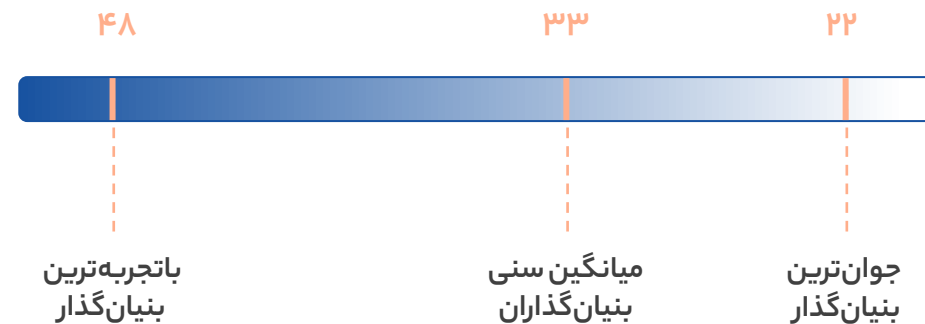 ۲۲
۳۳
۴۸
جوان‌ترین
بنیان‌گذار
میانگین سنی
بنیان‌گذاران
باتجربه‌ترین
بنیان‌گذار